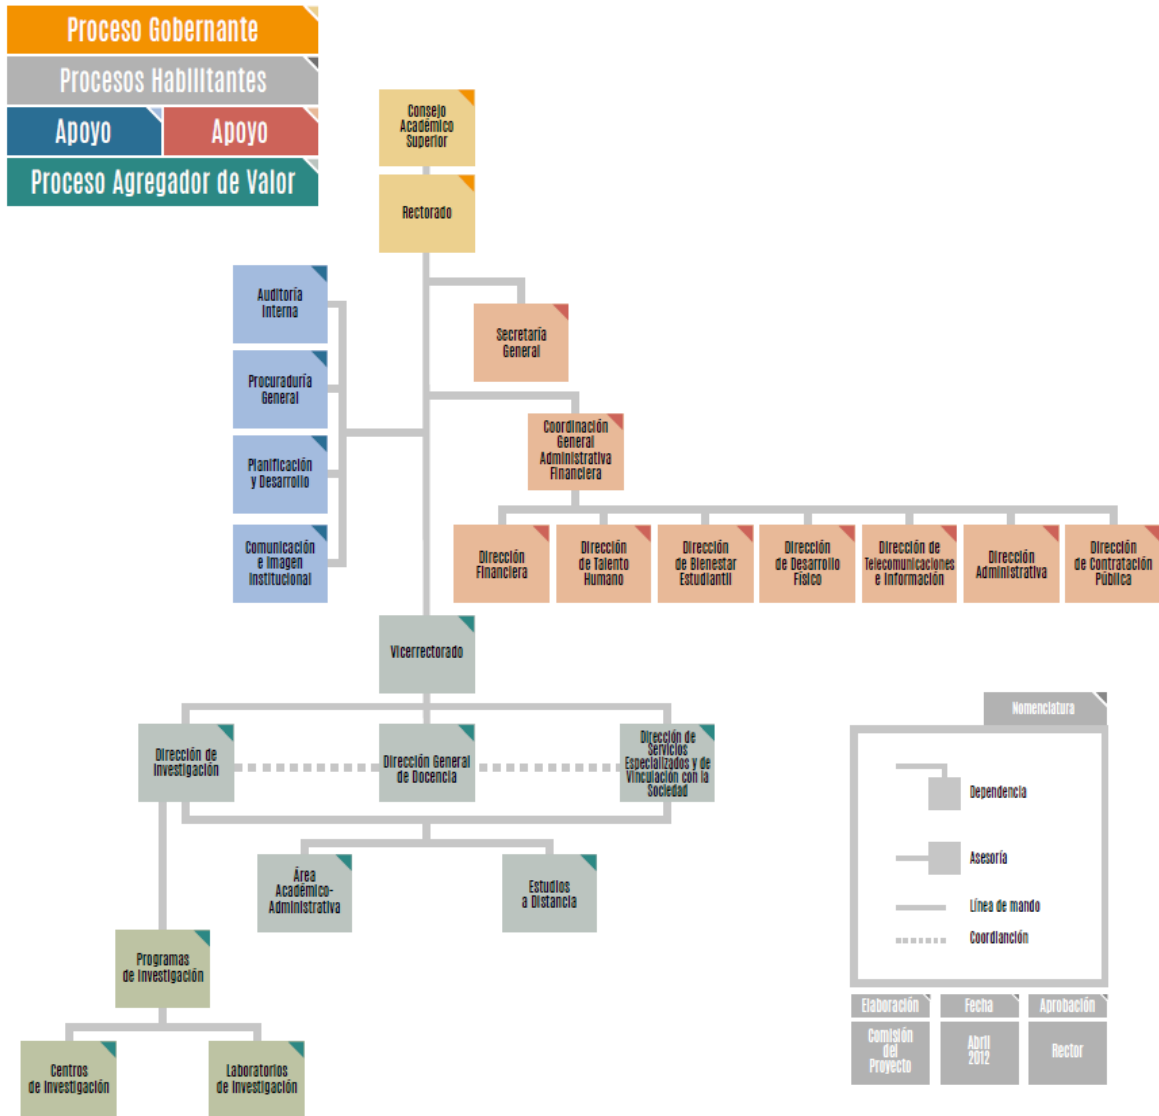 Proceso Gobernante
Procesos Habilitantes
Apoyo
Apoyo
Proceso Agregador de Valor
Consejo
Académico
Superior
Rectorado
Auditoría
Interna
Secretaría
General
Procuraduría
General
Coordinación
General
Administrativa
Financiera
Planificación
y Desarrollo
Comunicación
e Imagen
Institucional
Dirección
Financiera
Dirección
de Talento
Humano
Dirección
de Bienestar
Estudiantil
Dirección
de Desarrollo
Físico
Dirección de
Telecomunicaciones
e Información
Dirección
Administrativa
Dirección
de Contratación
Pública
Vicerrectorado
Dirección de
Investigación
Dirección General
de Docencia
Dirección de
Servicios
Especializados y de
Vinculación con la
Sociedad
Área
Académico-
Administrativa
Estudios
a Distancia
Programas
de Investigación
Centros
de Investigación
Laboratorios
de Investigación
Nomenclatura
Dependencia
Asesoría
Línea de mando
Coordianción
Elaboración
Fecha
Aprobación
Comisión
del
Proyecto
Abril
2012
Rector